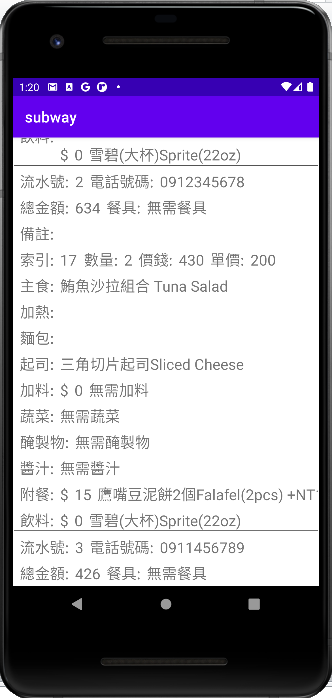 1:20
subway
飲料:
$ 0 雪碧(大杯)Sprite(22oz)
流水號: 2 電話號碼: 0912345678
總金額: 634 餐具: 無需餐具
備註:
索引: 17 數量: 2 價錢: 430 單價: 200
主食: 鮪魚沙拉組合 Tuna Salad
加熱:
麵包:
起司: 三角切片起司Sliced Cheese
加料: $ 0 無需加料
蔬菜: 無需蔬菜
醃製物: 無需醃製物
醬汁: 無需醬汁
附餐: $ 15 鷹嘴豆泥餅2個Falafel(2pcs) +NT
飲料: $ 0 雪碧(大杯)Sprite(22oz)
流水號: 3 電話號碼: 0911456789
總金額: 426 餐具: 無需餐具